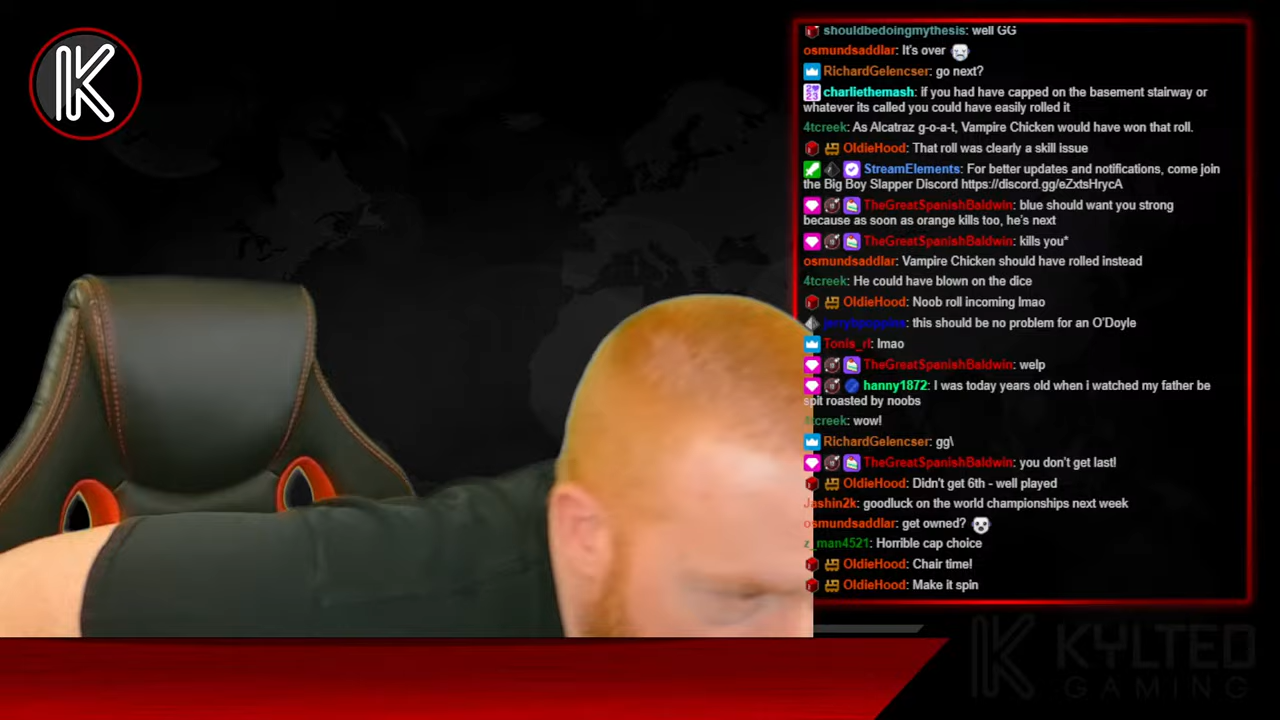 shouldbedoingmythesis: well GG
osmundsaddlar: It's over
RichardGelencser: go next?
charliethemash: if you had have capped on the basement stairway or
whatever its called you could have easily rolled it
4tcreek: As Alcatraz g-o-a-t, Vampire Chicken would have won that roll.
OldieHood: That roll was clearly a skill issue
StreamElements: For better updates and notifications, come join
the Big Boy Slapper Discord https://discord.gg/eZxtsHrycA
TheGreatSpanishBaldwin: blue should want you strong
because as soon as orange kills too, he's next
TheGreatSpanishBaldwin: kills you*
osmundsaddlar: Vampire Chicken should have rolled instead
4tcreek: He could have blown on the dice
OldieHood: Noob roll incoming lmao
: this should be no problem for an O'Doyle
Tonis_rl: lmao
TheGreatSpanishBaldwin: welp
hanny1872: I was today years old when i watched my father be
spit roasted by noobs
4tcreek: wow!
RichardGelencser: gg\
TheGreatSpanishBaldwin: you don't get last!
OldieHood: Didn't get 6th - well played
Jashin2k: goodluck on the world championships next week
osmundsaddlar: get owned?
z_man4521: Horrible cap choice
OldieHood: Chair time!
OldieHood: Make it spin
K
KYLTED
GAMING